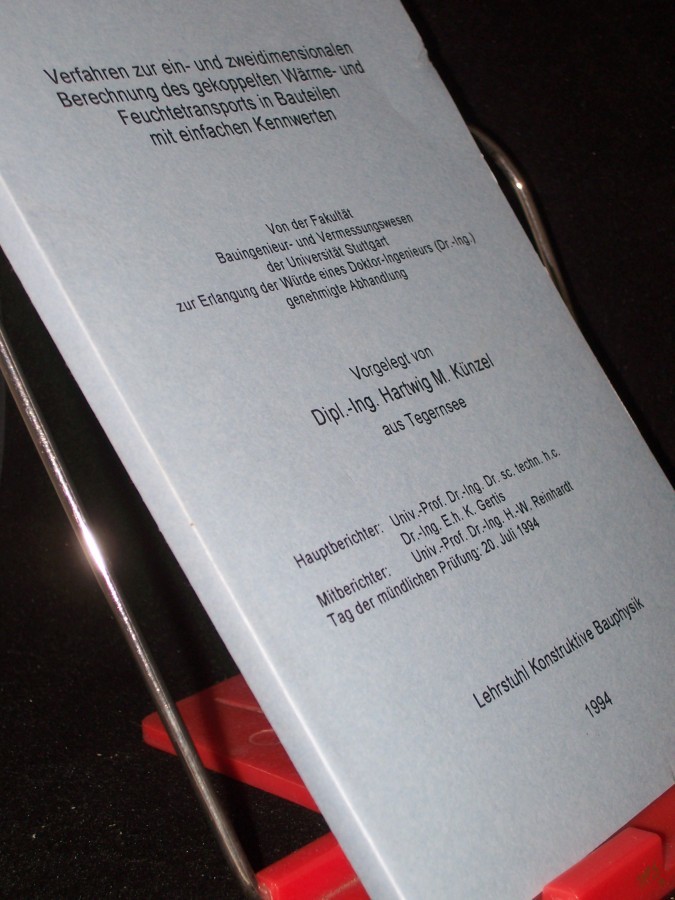 Verfahren zur ein- und zweidimensionalen
Berechnung des gekoppelten Wärme- und
Feuchtetransports in Bauteilen
mit einfachen Kennwerten
Von der Fakultät
Bauingenieur- und Vermessungswesen
der Universität Stuttgart
zur Erlangung der Würde eines Doktor-Ingenieurs (Dr.-Ing.)
genehmigte Abhandlung
Vorgelegt von
Dipl.-Ing. Hartwig M. Künzel
aus Tegernsee
Hauptberichter: Univ.-Prof. Dr.-Ing. Dr. sc. techn. h.c.
Dr.-Ing. E.h. K. Gertis
Mitberichter: Univ.-Prof. Dr.-Ing. H.-W. Reinhardt
Tag der mündlichen Prüfung: 20. Juli 1994
Lehrstuhl Konstruktive Bauphysik
1994